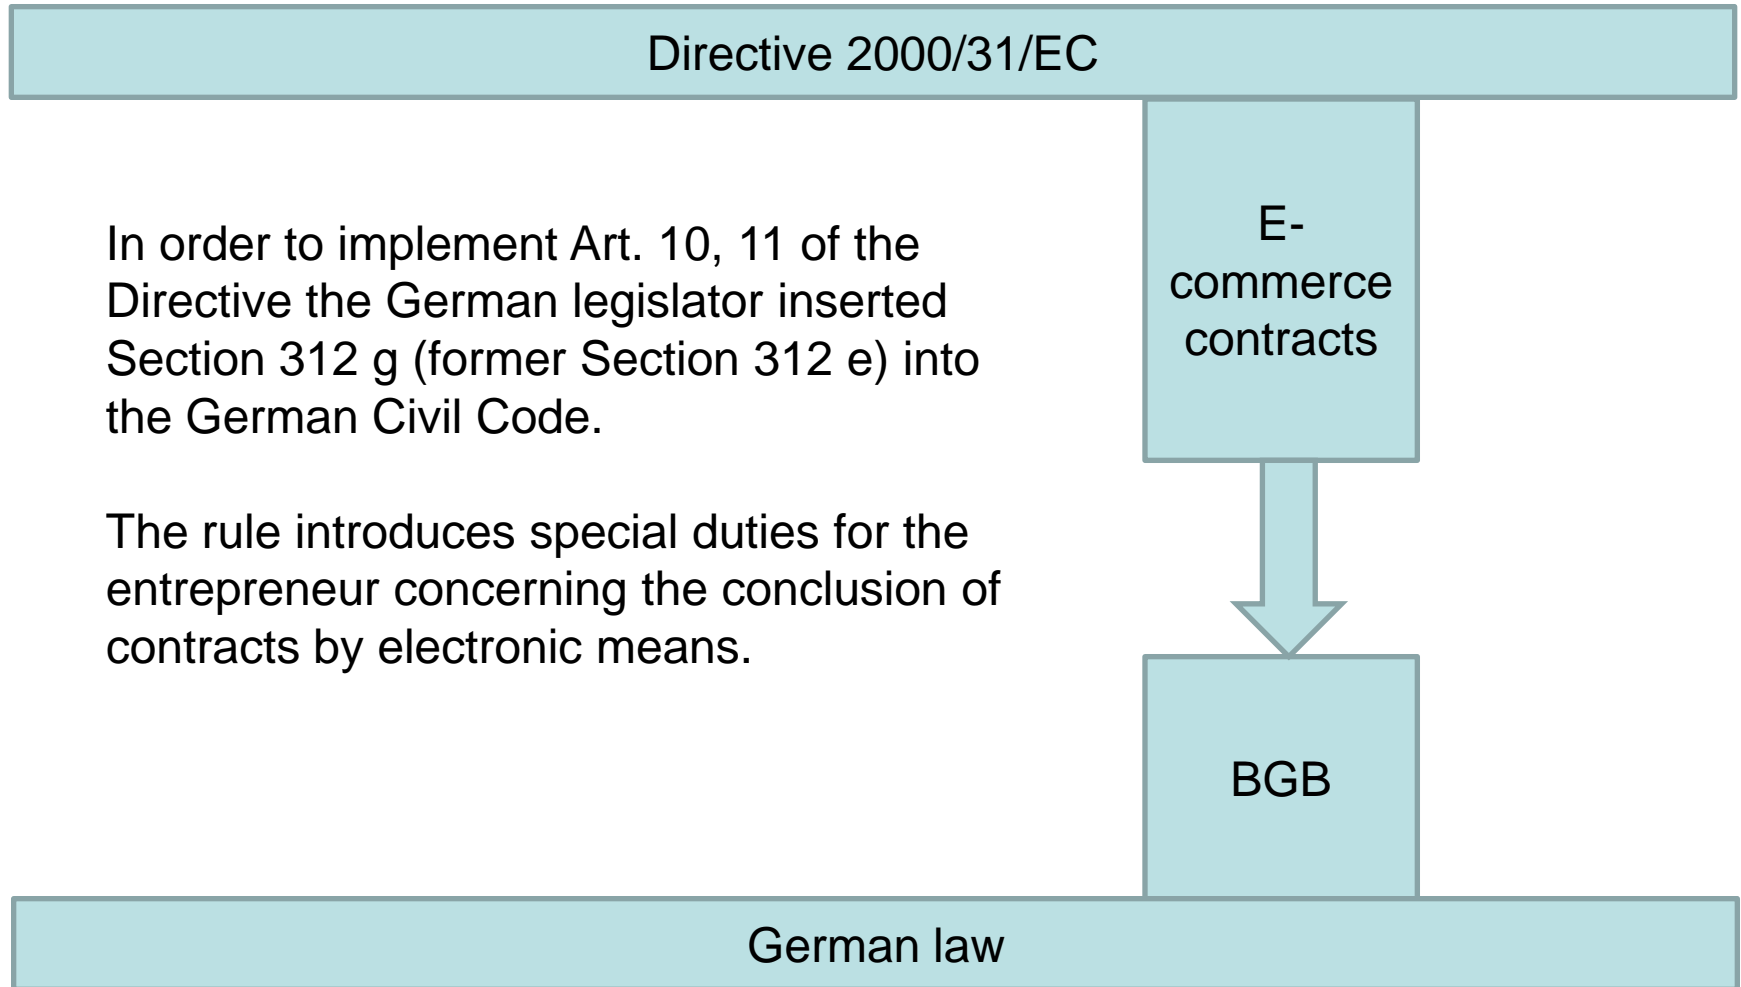 Directive 2000/31/EC
In order to implement Art. 10, 11 of the
Directive the German legislator inserted
Section 312 g (former Section 312 e) into
the German Civil Code.
The rule introduces special duties for the
entrepreneur concerning the conclusion of
contracts by electronic means.
E-
commerce
contracts
BGB
German law